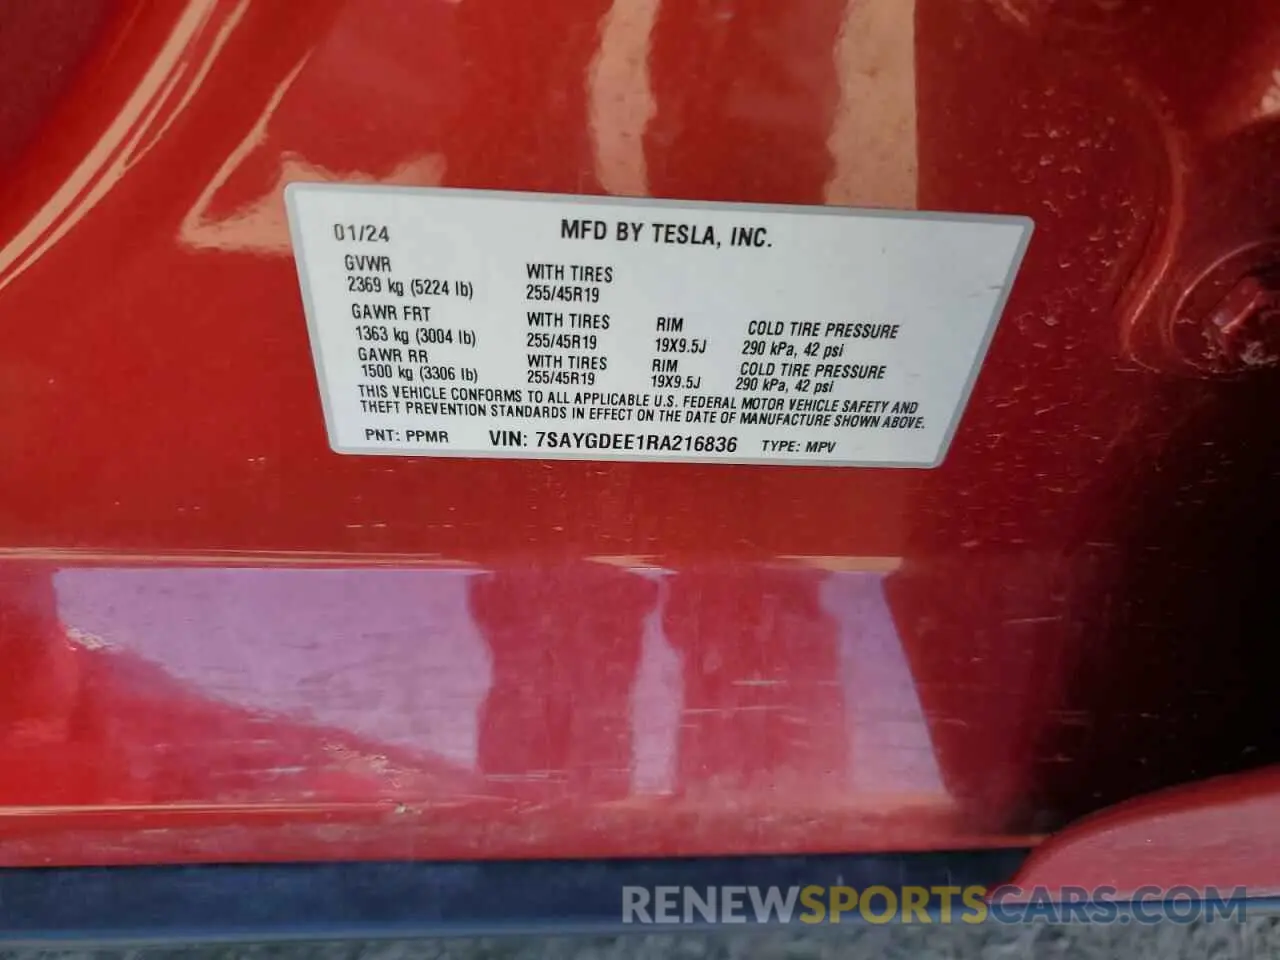 01/24 MFD BY TESLA, INC.
GVWR
2369 kg (5224 lb) WITH TIRES 255/45R19
GAWR FRT
1363 kg (3004 lb) WITH TIRES 255/45R19 RIM 19X9.5J COLD TIRE PRESSURE 290 kPa, 42 psi
GAWR RR
1500 kg (3306 lb) WITH TIRES 255/45R19 RIM 19X9.5J COLD TIRE PRESSURE 290 kPa, 42 psi
THIS VEHICLE CONFORMS TO ALL APPLICABLE U.S. FEDERAL MOTOR VEHICLE SAFETY AND
THEFT PREVENTION STANDARDS IN EFFECT ON THE DATE OF MANUFACTURE SHOWN ABOVE.
PNT: PPMR VIN: 7SAYGDEE1RA216836 TYPE: MPV
RENEWSPORTSCARS.COM